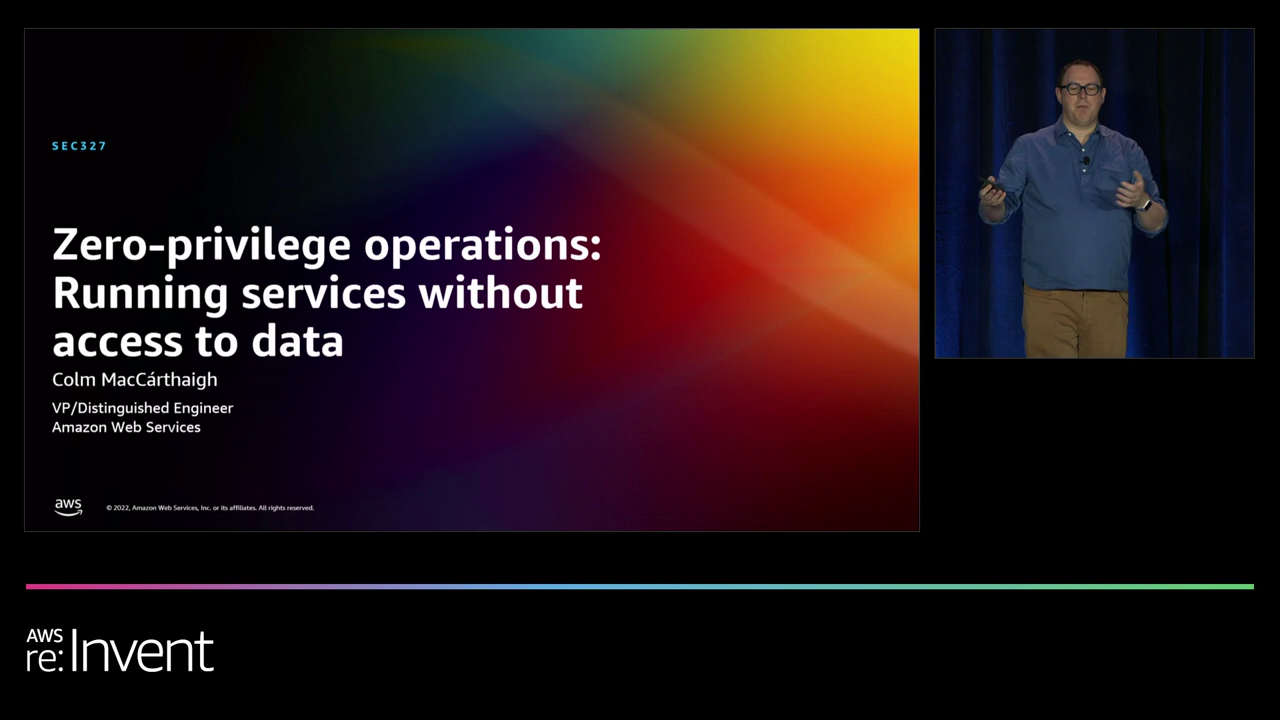 SEC327
Zero-privilege operations:
Running services without
access to data
Colm MacCárthaigh
VP/Distinguished Engineer
Amazon Web Services
aws
© 2022, Amazon Web Services, Inc. or its affiliates. All rights reserved.
AWS
re:Invent